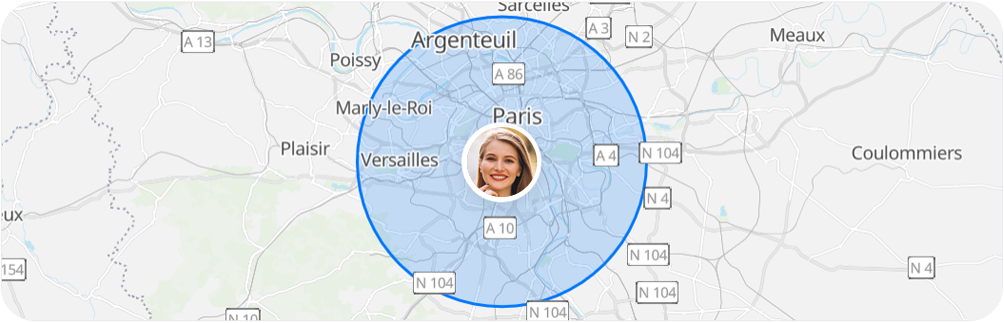 Sarcelles
A 3
N 2
Meaux
A 13
Argenteuil
Poissy
A 86
Marly-le-Roi
Paris
Plaisir
Versailles
A 4
N 104
Coulommiers
N 4
ux
A 10
N 104
154
N 4
N 104
N 104
N 104
N 10